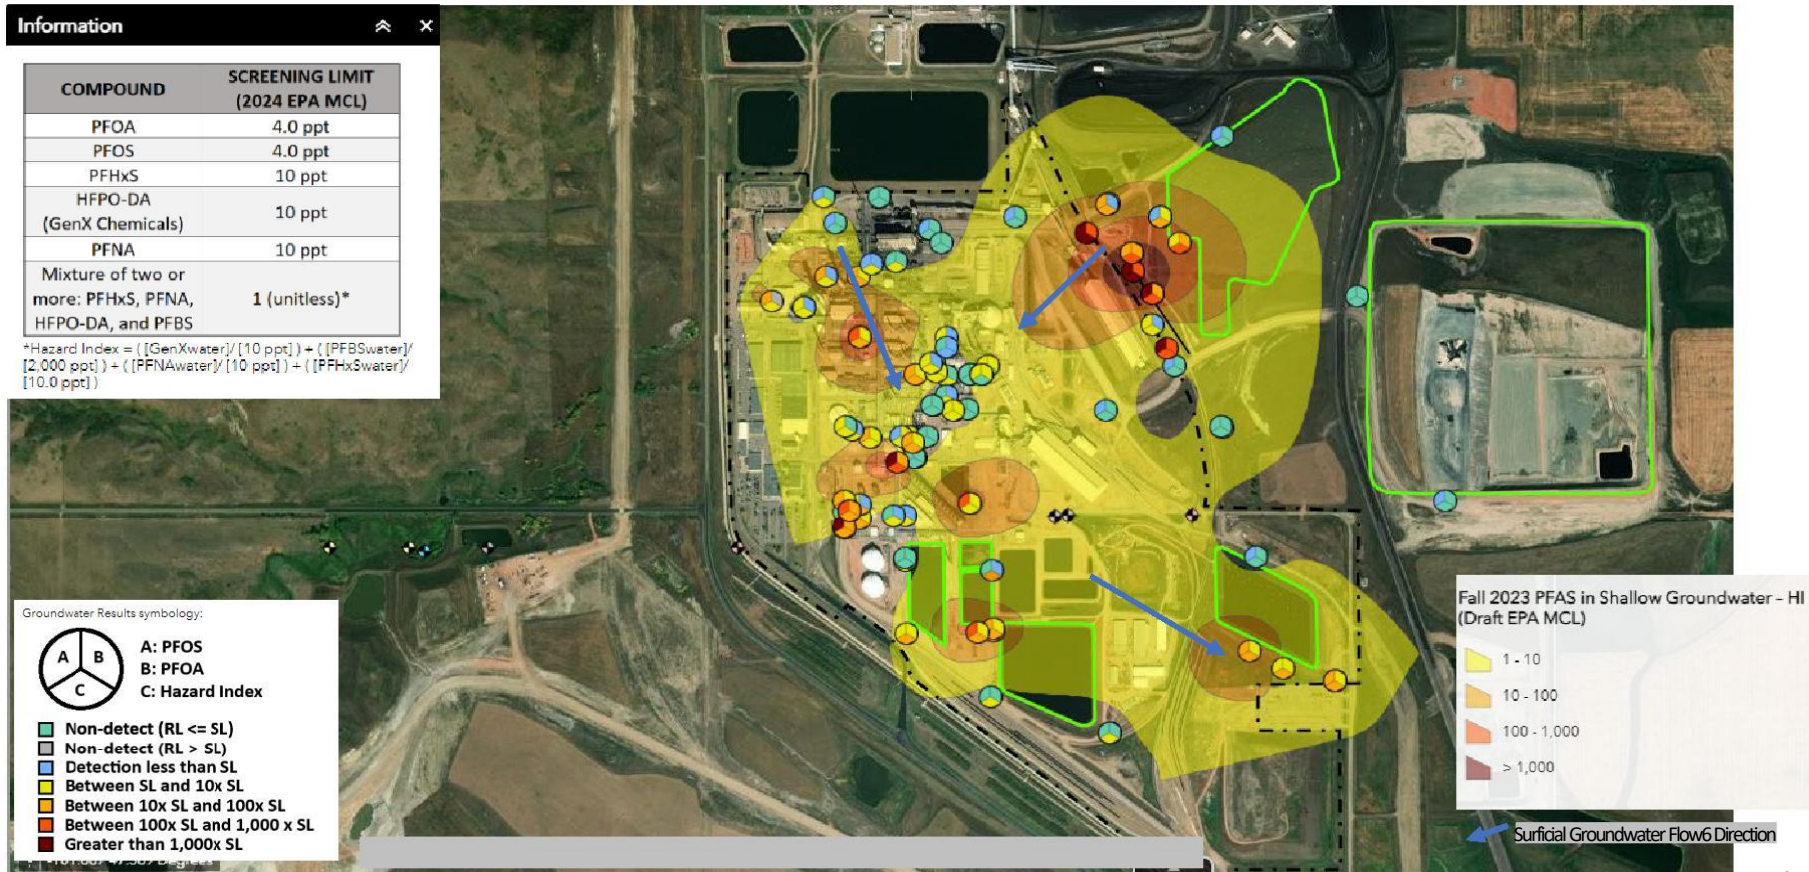 Information
COMPOUND
SCREENING LIMIT
(2024 EPA MCL)
PFOA
4.0 ppt
PFOS
4.0 ppt
PFHxS
10 ppt
HFPO-DA
(GenX Chemicals)
10 ppt
PFNA
10 ppt
Mixture of two or
more: PFHxS, PFNA,
HFPO-DA, and PFBS
1 (unitless)*
*Hazard Index = ( [GenXwater]/ [10 ppt] ) + ( [PFBSwater]/
[2,000 ppt] ) + ( [PFNAwater]/ [10 ppt] ) + ( [PFHxSwater]/
[10.0 ppt] )
Groundwater Results symbology:
A
B
C
A: PFOS
B: PFOA
C: Hazard Index
Non-detect (RL <= SL)
Non-detect (RL > SL)
Detection less than SL
Between SL and 10x SL
Between 10x SL and 100x SL
Between 100x SL and 1,000 x SL
Greater than 1,000x SL
Degrees
Fall 2023 PFAS in Shallow Groundwater – HI
(Draft EPA MCL)
1 - 10
10 - 100
100 - 1,000
> 1,000
Surficial Groundwater Flow6 Direction